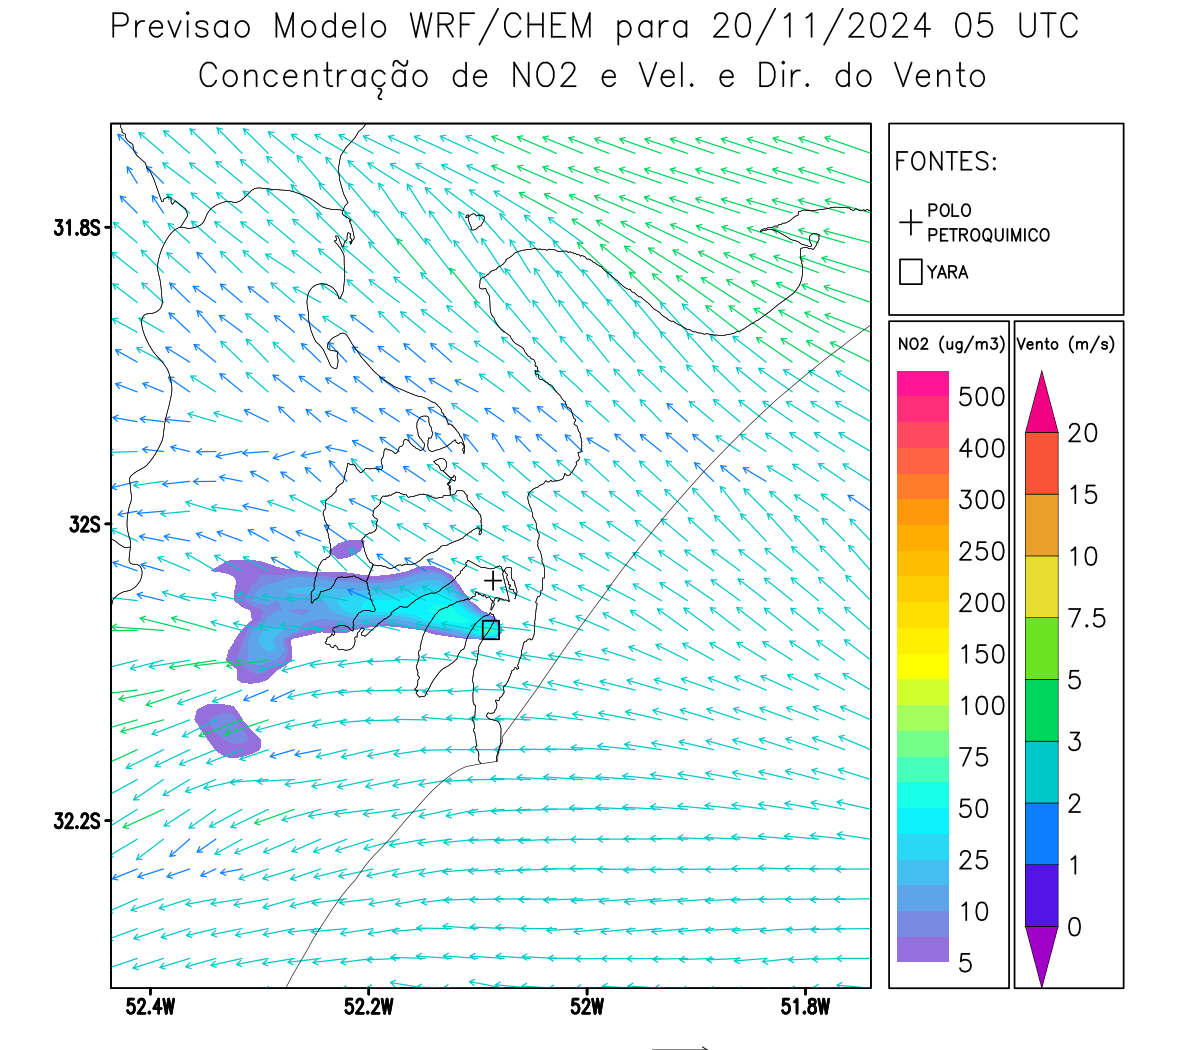 Previsao Modelo WRF/CHEM para 20/11/2024 05 UTC
Concentração de NO2 e Vel. e Dir. do Vento
FONTES:
POLO
PETROQUIMICO
YARA
NO2 (ug/m3)
500
400
300
250
200
150
100
75
50
25
10
5
Vento (m/s)
20
15
10
7.5
5
3
2
1
0
31.8S
32S
32.2S
52.4W
52.2W
52W
51.8W